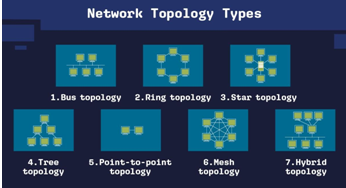 Network Topology Types
1.Bus topology
2.Ring topology
3.Star topology
4.Tree
topology
5.Point-to-point
topology
6.Mesh
topology
7.Hybrid
topology